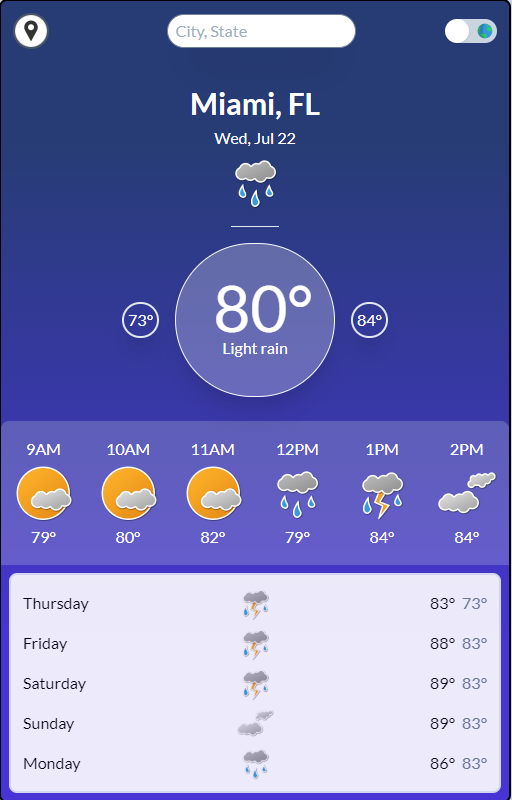 City, State
Miami, FL
Wed, Jul 22
73° 80° 84°
Light rain
9AM 10AM 11AM 12PM 1PM 2PM
79° 80° 82° 79° 84° 84°
Thursday 83° 73°
Friday 88° 83°
Saturday 89° 83°
Sunday 89° 83°
Monday 86° 83°